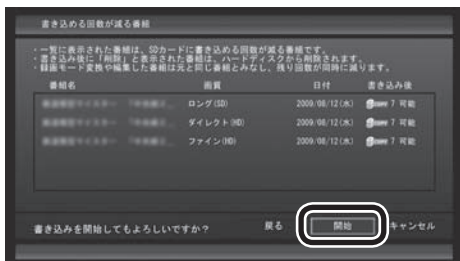 書き込める回数が減る番組
・一覧に表示された番組は、SDカードに書き込める回数が減る番組です。
・書き込み後に「削除」と表示された番組は、ハードディスクから削除されます。
・録画モード変換や編集した番組は元と同じ番組とみなし、残り回数が同時に減ります。
番組名 画質 日付 書き込み後
ロング(SD) 2009/08/12(水) 7 可能
ダイレクト(HD) 2009/08/12(水) 7 可能
ファイン(HD) 2009/08/12(水) 7 可能
書き込みを開始してもよろしいですか? 戻る 開始 キャンセル